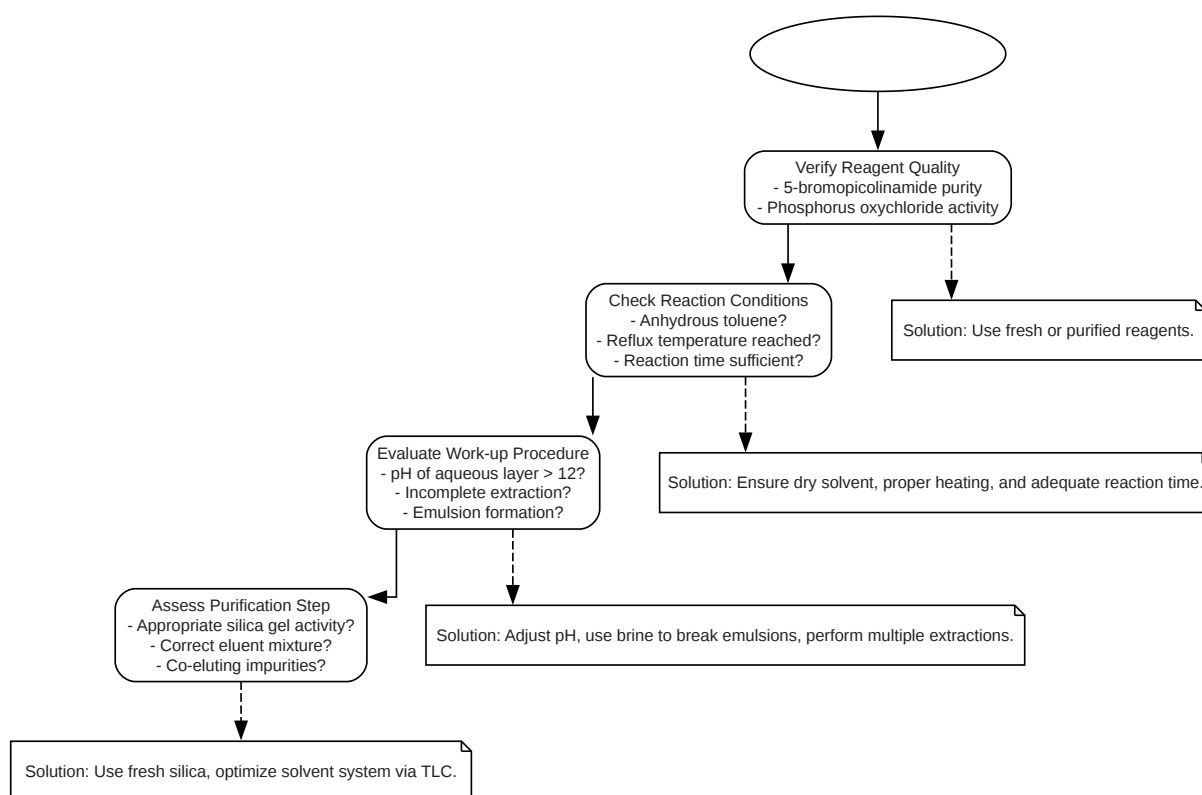 Verify Reagent Quality
- 5-bromopicolinamide purity
- Phosphorus oxychloride activity
Check Reaction Conditions
- Anhydrous toluene?
- Reflux temperature reached?
- Reaction time sufficient?
Solution: Use fresh or purified reagents.
Evaluate Work-up Procedure
- pH of aqueous layer > 12?
- Incomplete extraction?
- Emulsion formation?
Solution: Ensure dry solvent, proper heating, and adequate reaction time.
Assess Purification Step
- Appropriate silica gel activity?
- Correct eluent mixture?
- Co-eluting impurities?
Solution: Adjust pH, use brine to break emulsions, perform multiple extractions.
Solution: Use fresh silica, optimize solvent system via TLC.